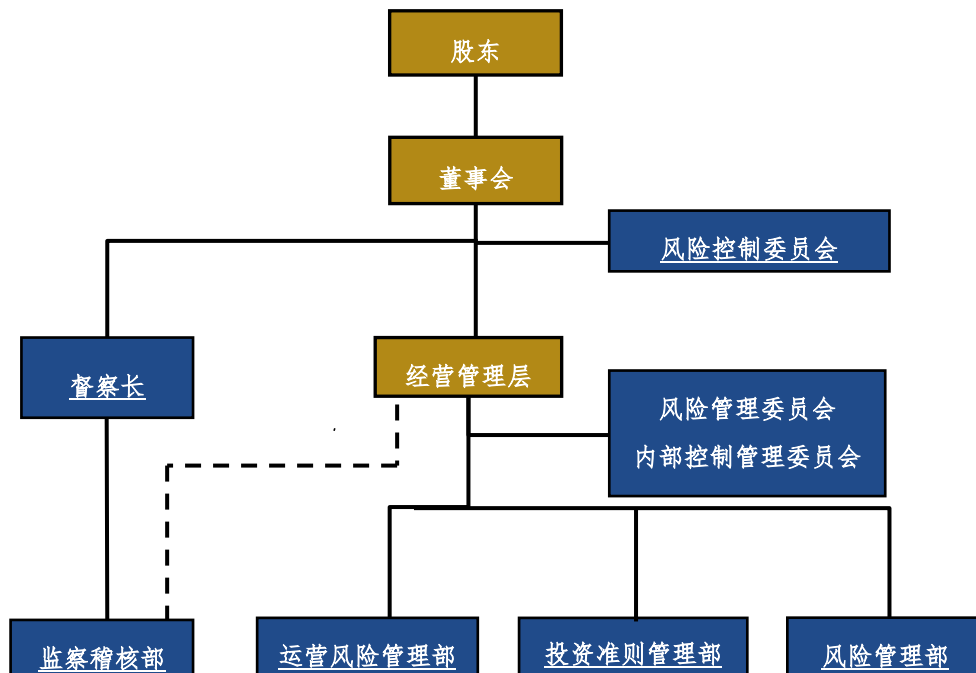 股东
董事会
风险控制委员会
督察长
经营管理层
风险管理委员会
内部控制管理委员会
监察稽核部
运营风险管理部
投资准则管理部
风险管理部